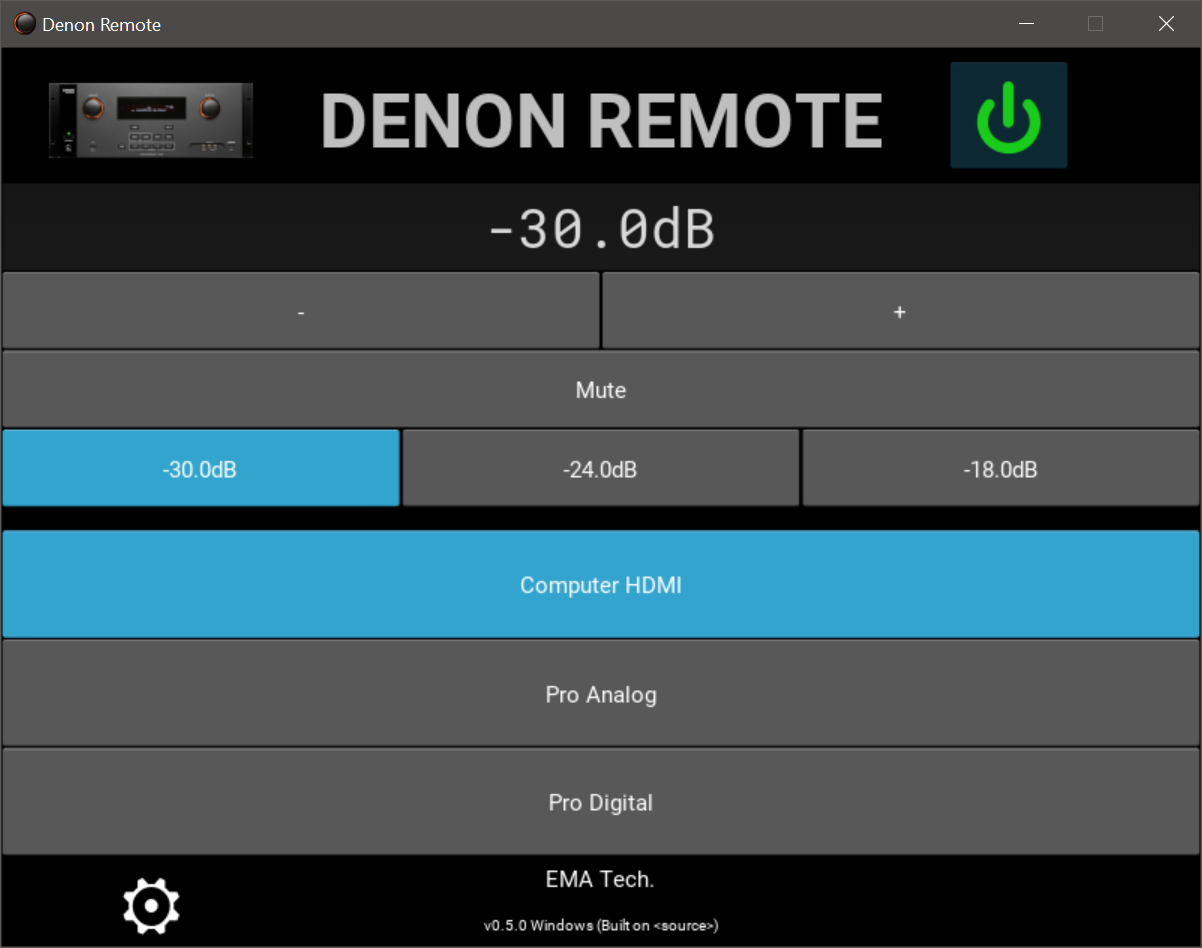 Denon Remote
DENON REMOTE
-30.0dB
-
+
Mute
-30.0dB
-24.0dB
-18.0dB
Computer HDMI
Pro Analog
Pro Digital
EMA Tech.
v0.5.0 Windows (Built on <source>)